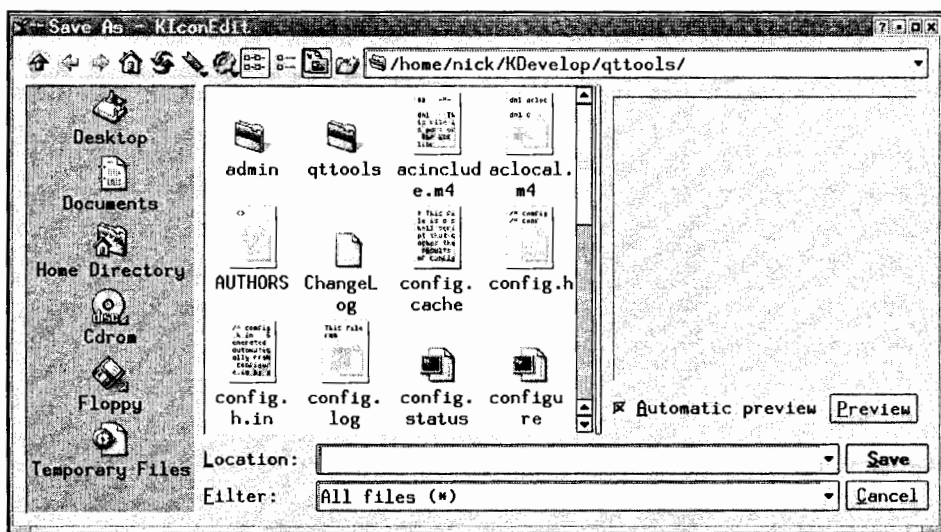 Save As - KIconEdit
/home/nick/KDevelop/qttools/
Desktop
Documents
Home Directory
Cdrom
Floppy
Temporary Files
admin
qttools
acinclud
e.m4
aclocal.
m4
AUTHORS
ChangeL
og
config.
cache
config.h
config.
h.in
config.
log
config.
status
configu
re
Automatic preview
Preview
Location:
Save
Filter:
All files (*)
Cancel